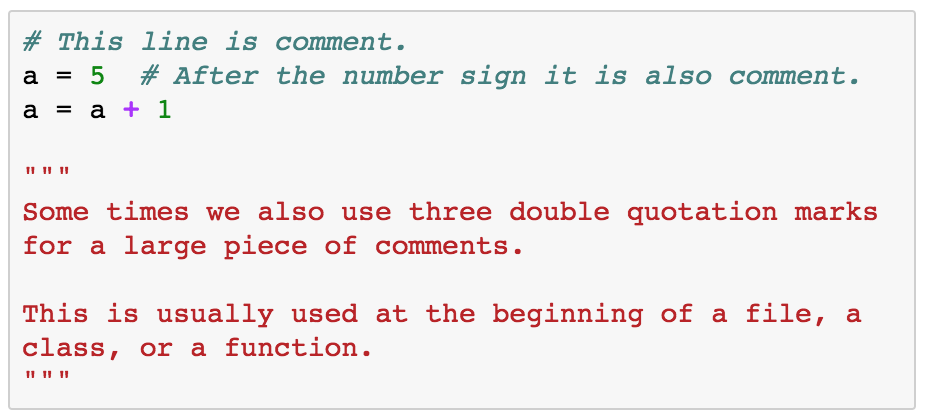 # This line is comment.
a = 5  # After the number sign it is also comment.
a = a + 1
"""
Some times we also use three double quotation marks
for a large piece of comments.
This is usually used at the beginning of a file, a
class, or a function.
"""